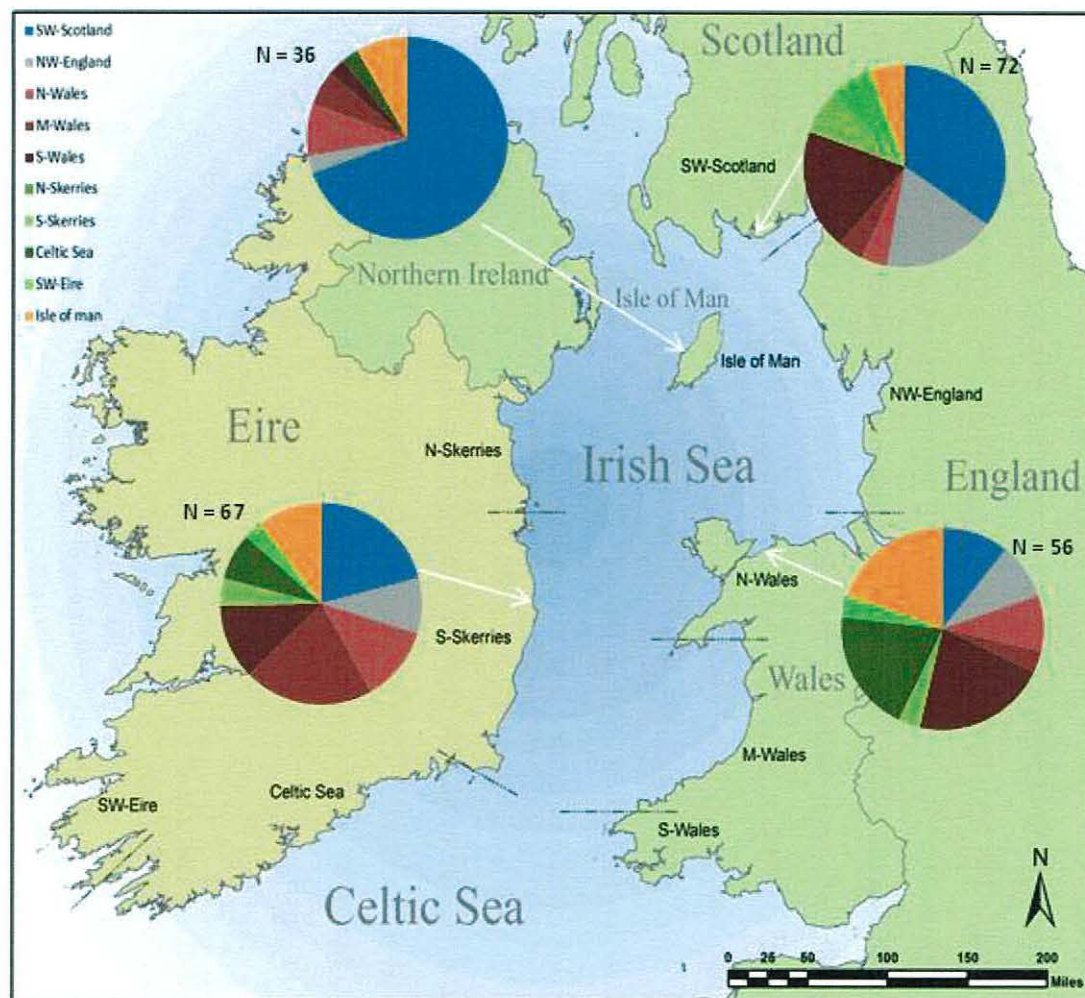 SW-Scotland
NW-England
N-Wales
M-Wales
S-Wales
N-Skerries
S-Skerries
Celtic Sea
SW-Eire
Isle of man
N = 36
Scotland
N = 72
SW-Scotland
Northern Ireland
Isle of Man
Isle of Man
NW-England
Eire
N-Skerries
Irish Sea
England
N = 67
N = 56
N-Wales
S-Skerries
Wales
M-Wales
SW-Eire
Celtic Sea
S-Wales
Celtic Sea
N
0 25 50 100 150 200
Miles